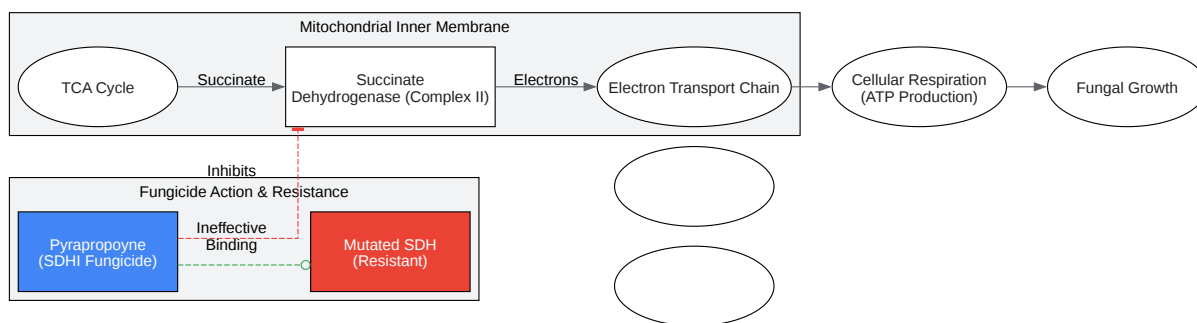 Mitochondrial Inner Membrane
TCA Cycle
Succinate
Succinate
Dehydrogenase (Complex II)
Electrons
Electron Transport Chain
Cellular Respiration
(ATP Production)
Fungal Growth
Inhibits
Fungicide Action & Resistance
Pyrapropoyne
(SDHI Fungicide)
Ineffective
Binding
Mutated SDH
(Resistant)